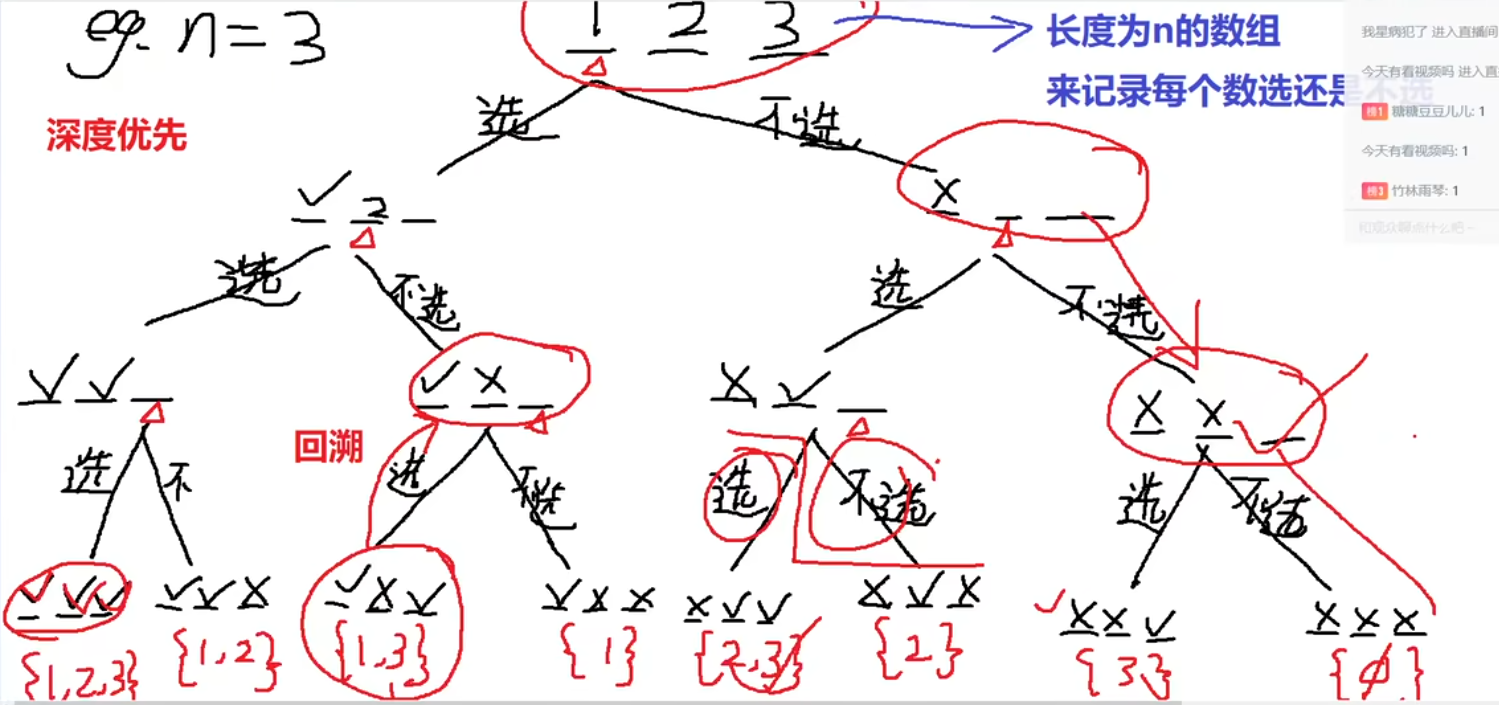 eg. n = 3
1 2 3
长度为n的数组
来记录每个数选还是不选
我星病犯了 进入直播间
今天有看视频吗 进入直
榜1 糖糖豆豆儿儿: 1
今天有看视频吗: 1
榜3 竹林雨琴: 1
和观众聊点什么吧~
深度优先
选 不选
✓ 2
X
选 不选 选 不选
✓ ✓
✓ X
X ✓
X X
回溯
选 不 选 不选 选 不选 选 不选
✓ ✓ ✓
✓ ✓ X
✓ X ✓
✓ X X
X ✓ ✓
X ✓ X
X X ✓
X X X
{1,2,3} {1,2} {1,3} {1} {2,3} {2} {3} {∅}